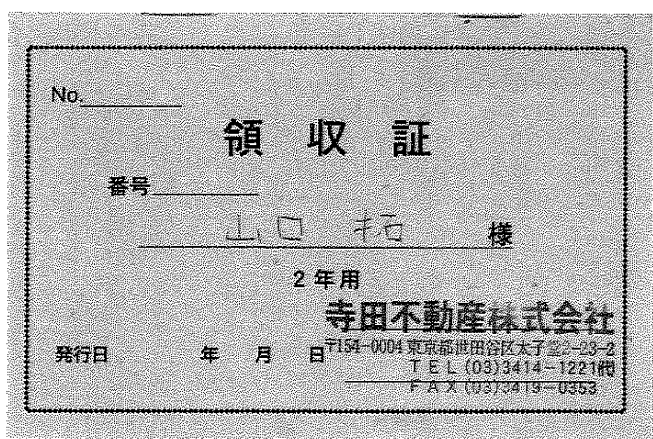 No.
領収証
番号
山口 拓 様
2年用
寺田不動産株式会社
発行日 年 月 日
〒154-0004 東京都世田谷区太子堂2-23-2
TEL (03)3414-1221㈹
FAX (03)3413-0353